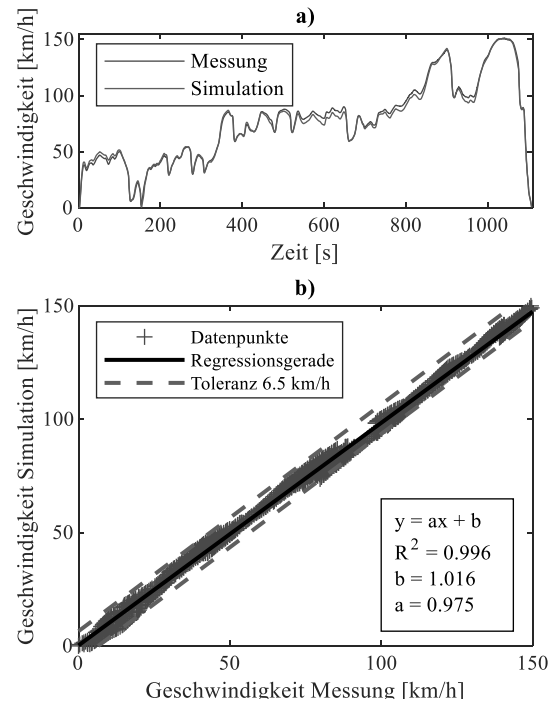 a)
Geschwindigkeit [km/h]
150
100
50
0
Messung
Simulation
0 200 400 600 800 1000
Zeit [s]
b)
Geschwindigkeit Simulation [km/h]
150
100
50
0
Datenpunkte
Regressionsgerade
Toleranz 6.5 km/h
y = ax + b
R² = 0.996
b = 1.016
a = 0.975
0 50 100 150
Geschwindigkeit Messung [km/h]